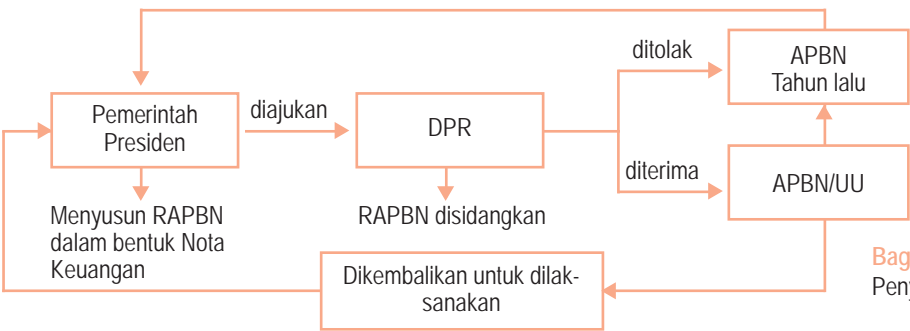 ditolak
APBN
Tahun lalu
Pemerintah
Presiden
diajukan
DPR
diterima
APBN/UU
Menyusun RAPBN
dalam bentuk Nota
Keuangan
RAPBN disidangkan
Dikembalikan untuk dilak-
sanakan